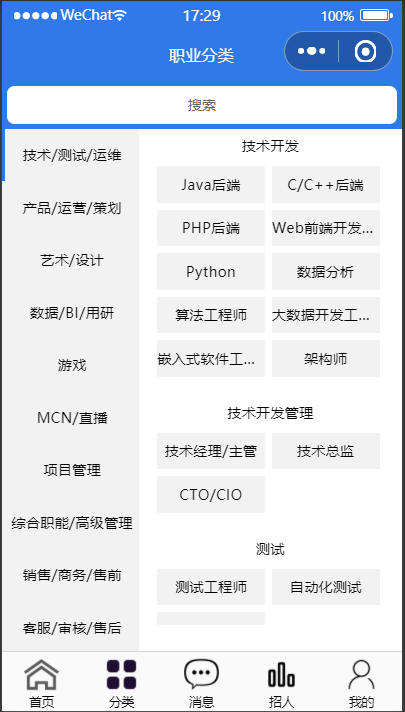 WeChat 17:29 100%
职业分类
搜索
技术/测试/运维
产品/运营/策划
艺术/设计
数据/BI/用研
游戏
MCN/直播
项目管理
综合职能/高级管理
销售/商务/售前
客服/审核/售后
技术开发
Java后端 C/C++后端
PHP后端 Web前端开发...
Python 数据分析
算法工程师 大数据开发工...
嵌入式软件工... 架构师
技术开发管理
技术经理/主管 技术总监
CTO/CIO
测试
测试工程师 自动化测试
首页 分类 消息 招人 我的